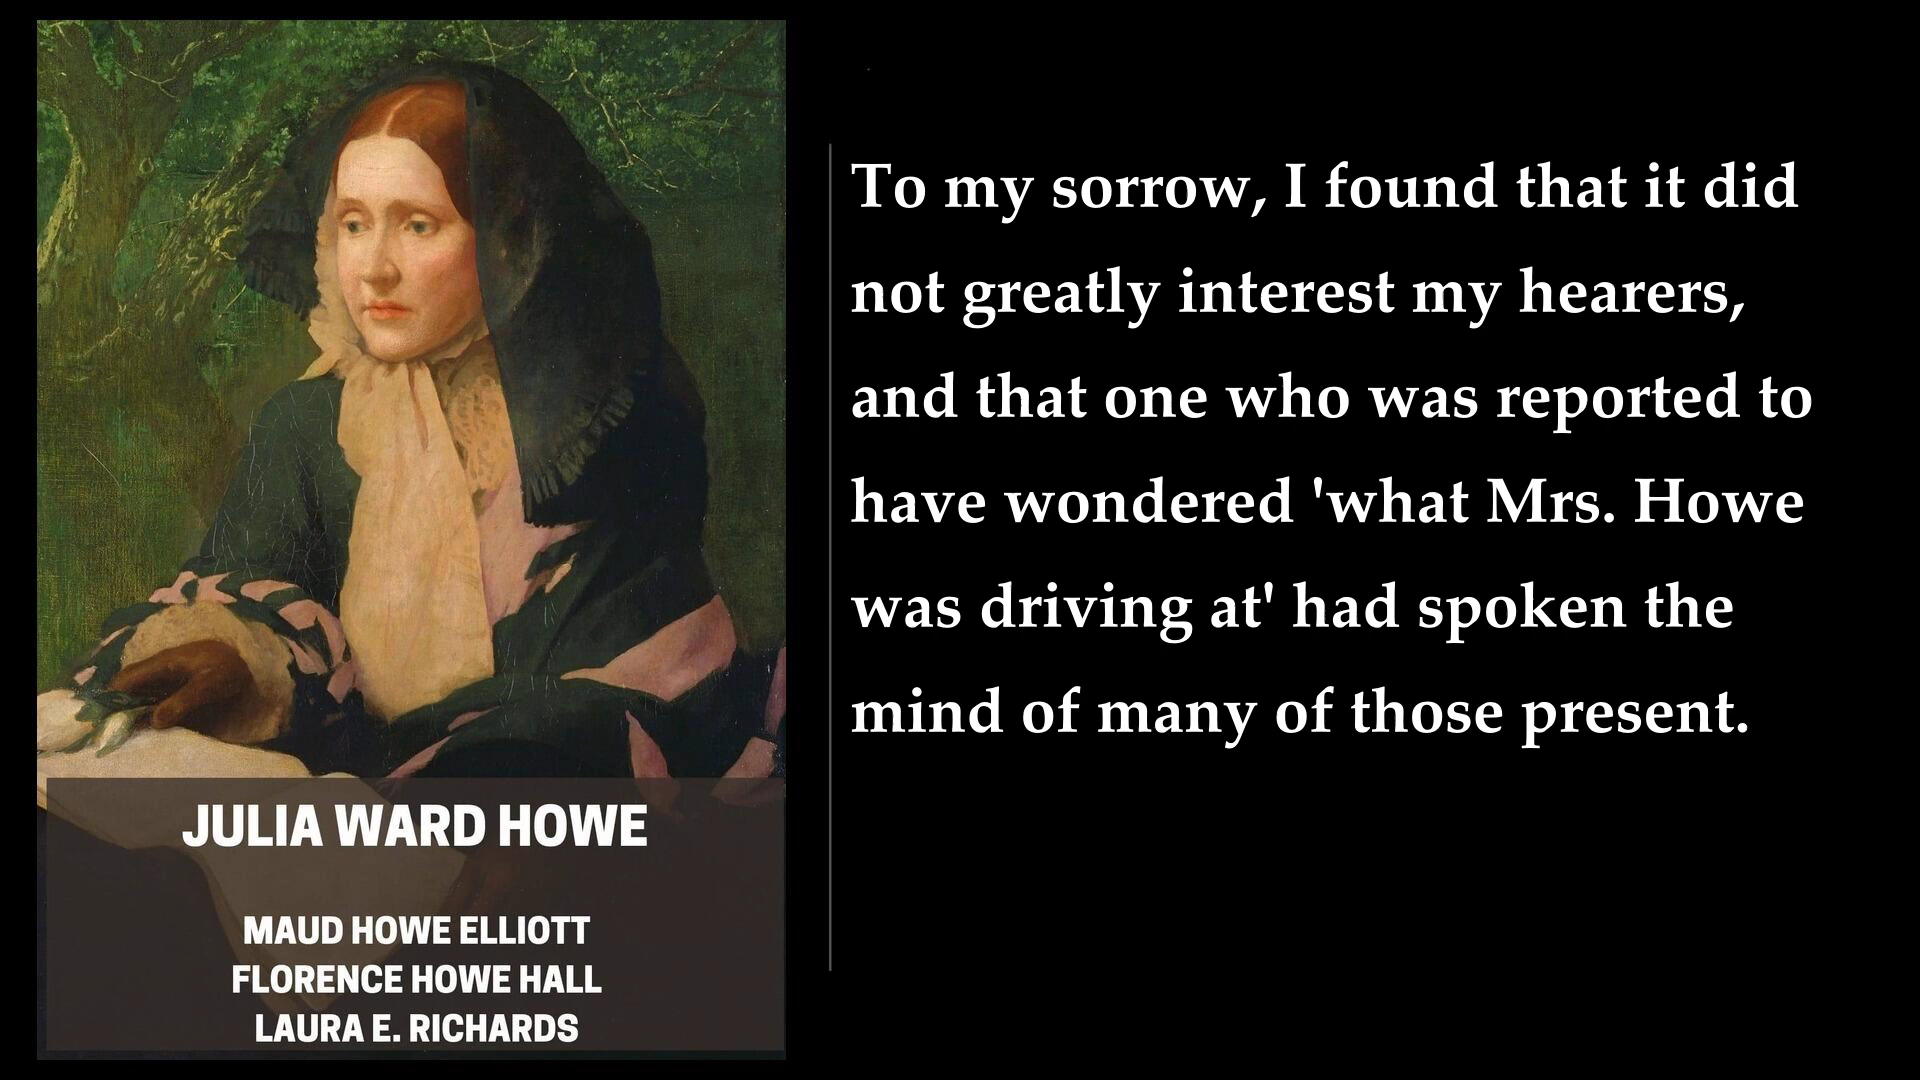 JULIA WARD HOWE
MAUD HOWE ELLIOTT
FLORENCE HOWE HALL
LAURA E. RICHARDS
To my sorrow, I found that it did
not greatly interest my hearers,
and that one who was reported to
have wondered 'what Mrs. Howe
was driving at' had spoken the
mind of many of those present.